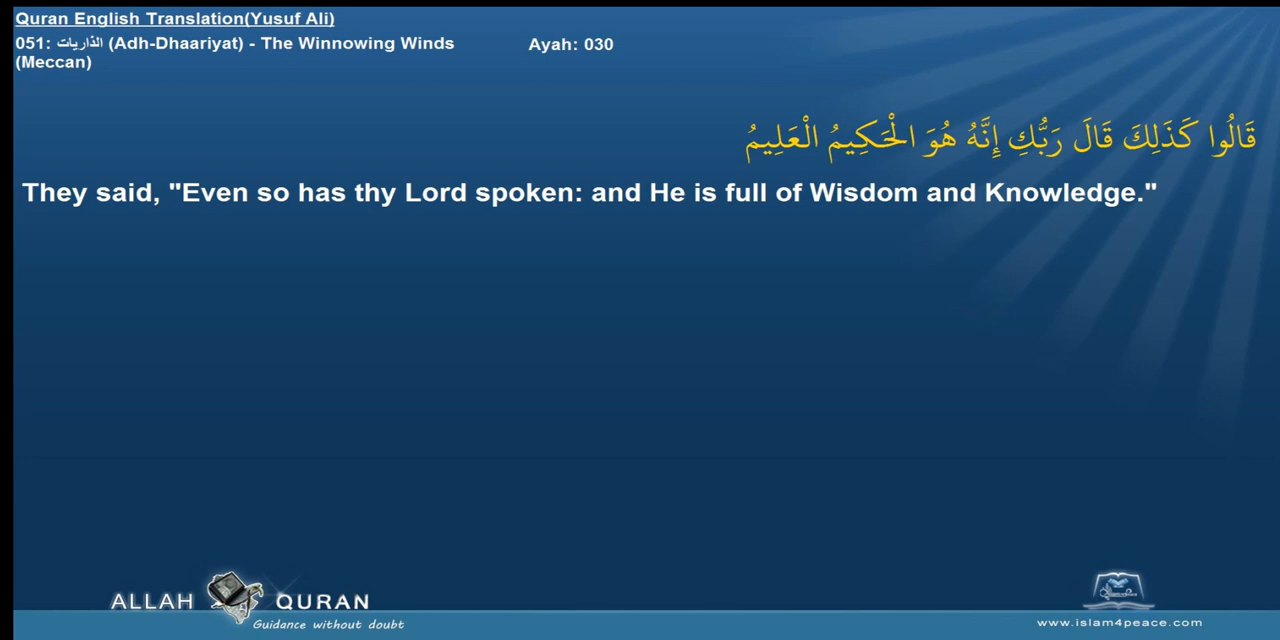 Quran English Translation(Yusuf Ali)
051: الذاريات (Adh-Dhaariyat) - The Winnowing Winds (Meccan)
Ayah: 030
قَالُوا كَذَلِكَ قَالَ رَبُّكِ إِنَّهُ هُوَ الْحَكِيمُ الْعَلِيمُ
They said, "Even so has thy Lord spoken: and He is full of Wisdom and Knowledge."
ALLAH QURAN
Guidance without doubt
www.islam4peace.com